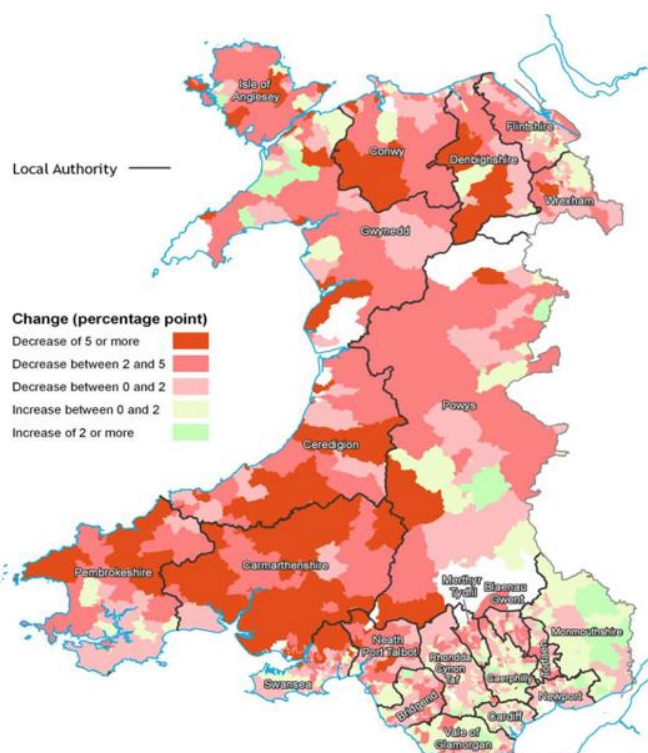 Isle of
Anglesey
Flintshire
Conwy
Denbighshire
Local Authority
Wrexham
Gwynedd
Change (percentage point)
Decrease of 5 or more
Decrease between 2 and 5
Decrease between 0 and 2
Increase between 0 and 2
Increase of 2 or more
Powys
Ceredigion
Pembrokeshire
Carmarthenshire
Merthyr
Tydfil
Blaenau
Gwent
Monmouthshire
Neath
Port Talbot
Rhondda
Cynon
Taf
Caerphilly
Torfaen
Swansea
Bridgend
Newport
Cardiff
Vale of
Glamorgan